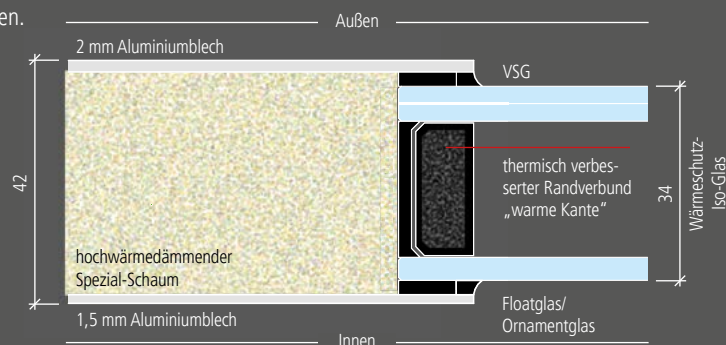 en.
Außen
2 mm Aluminiumblech
VSG
42
thermisch verbes-
serter Randverbund
„warme Kante“
34
Wärmeschutz-
Iso-Glas
hochwärmedämmender
Spezial-Schaum
1,5 mm Aluminiumblech
Floatglas/
Ornamentglas
Innen